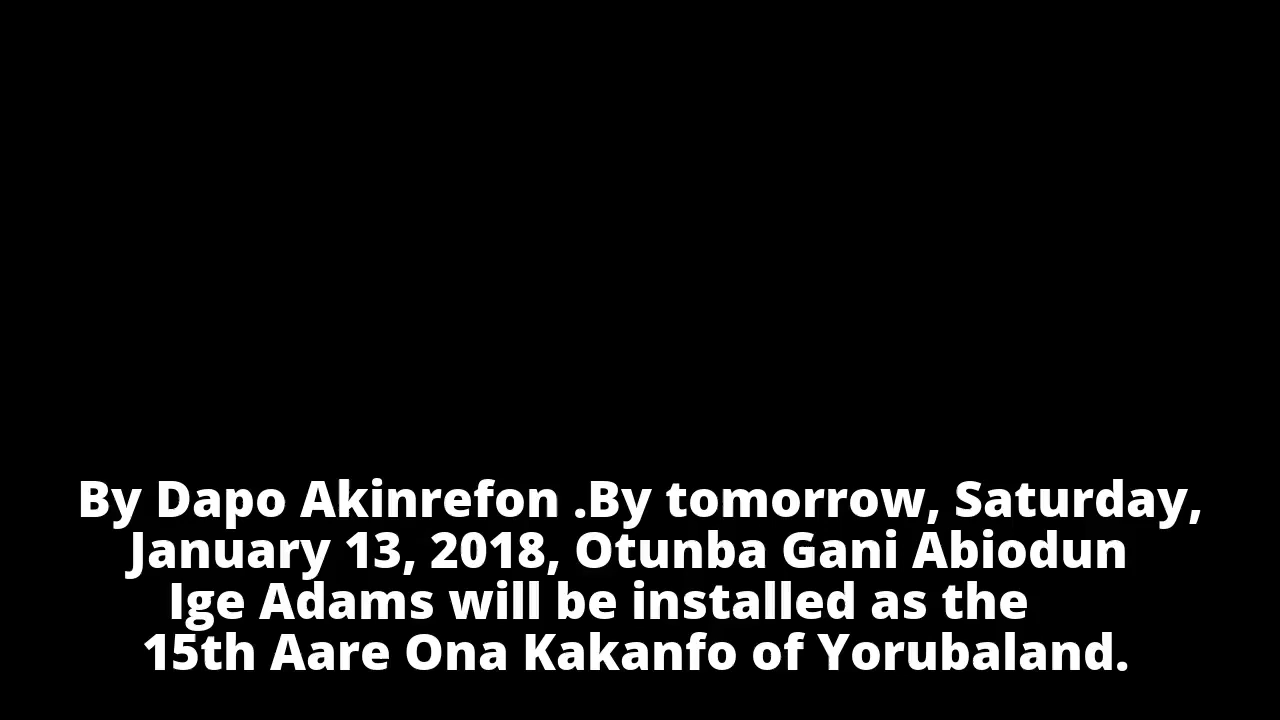 By Dapo Akinrefon .By tomorrow, Saturday,
January 13, 2018, Otunba Gani Abiodun
Ige Adams will be installed as the
15th Aare Ona Kakanfo of Yorubaland.